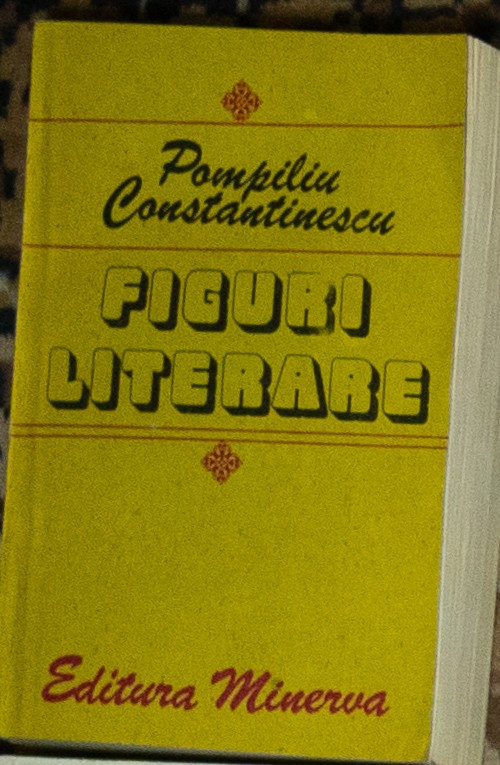 Pompiliu
Constantinescu
FIGURI
LITERARE
Editura Minerva